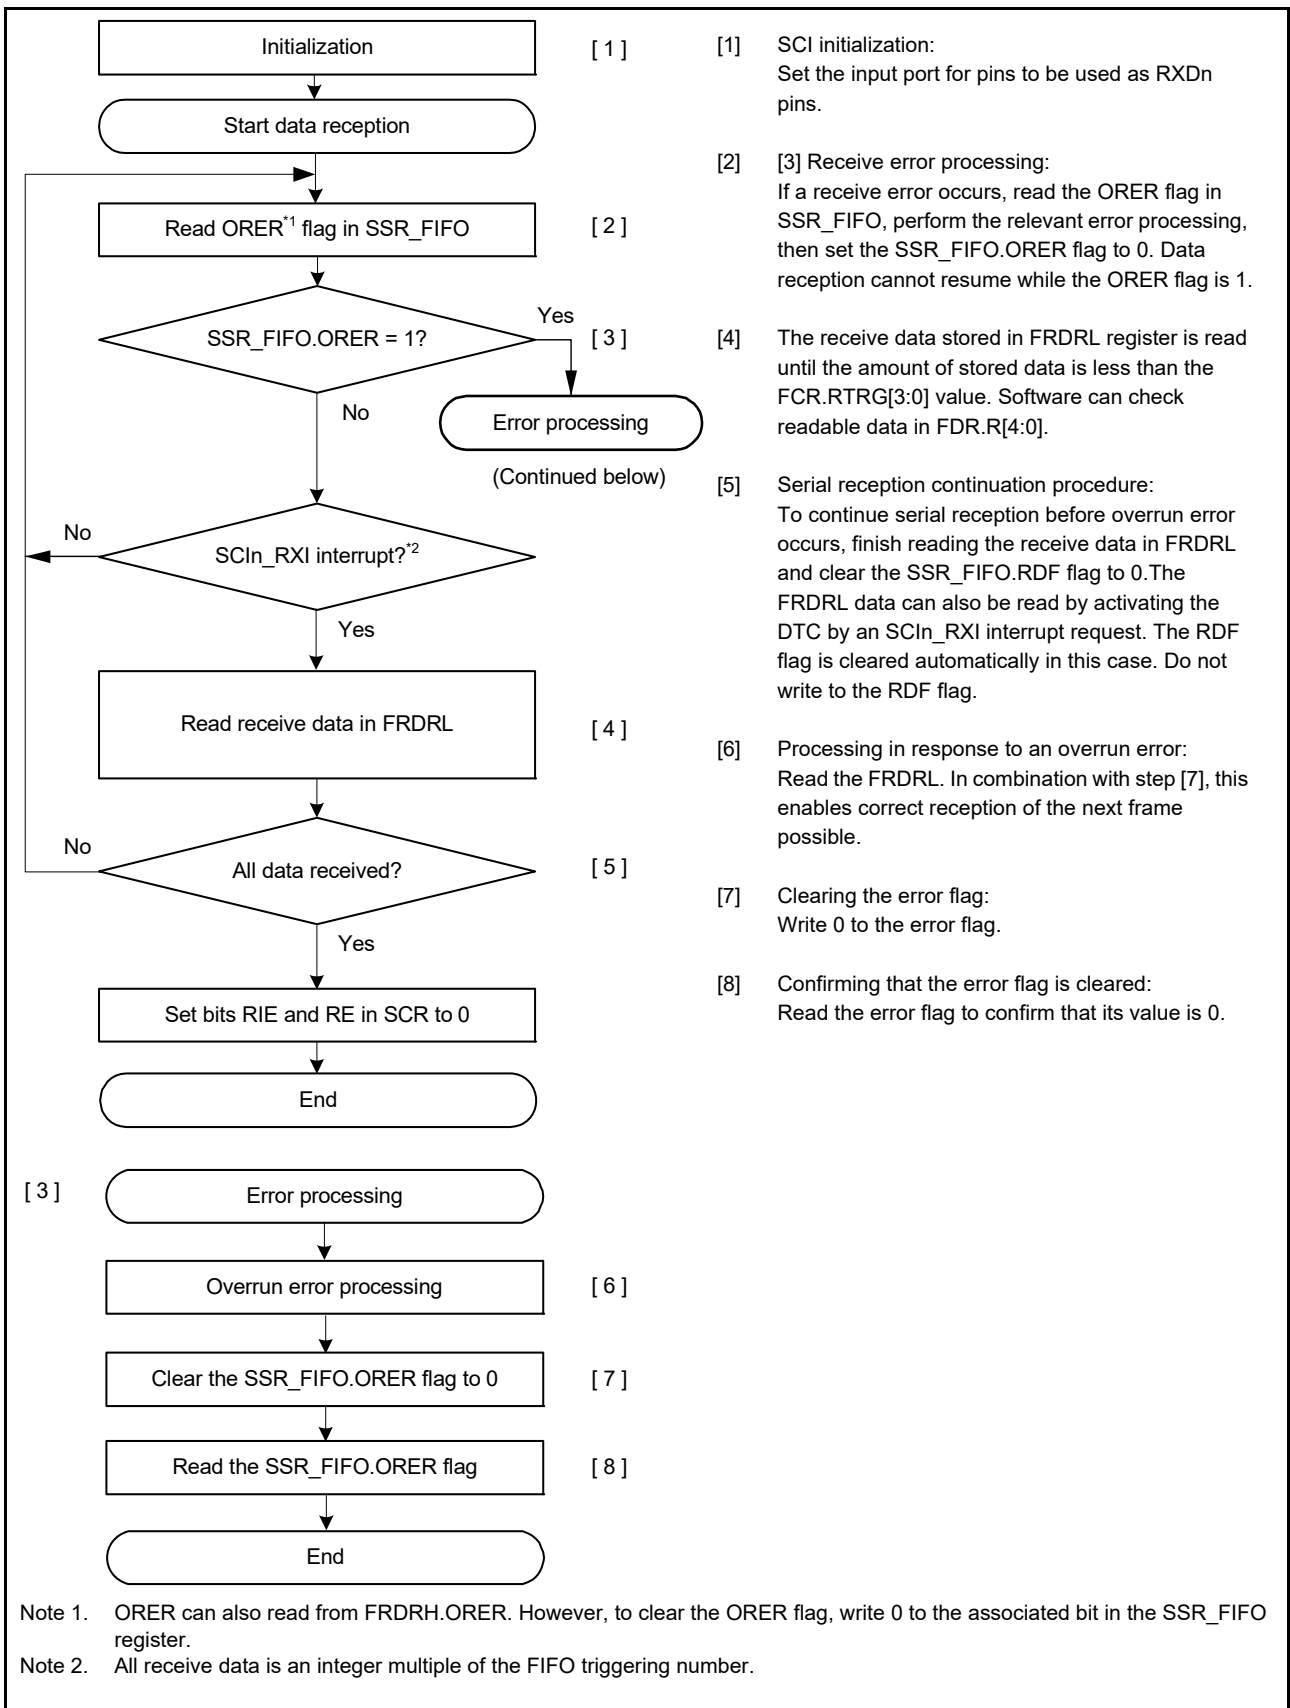 Initialization
[ 1 ]
Start data reception
Read ORER*1 flag in SSR_FIFO
[ 2 ]
SSR_FIFO.ORER = 1?
Yes
[ 3 ]
No
Error processing
(Continued below)
No
SCIn_RXI interrupt?*2
Yes
Read receive data in FRDRL
[ 4 ]
No
All data received?
[ 5 ]
Yes
Set bits RIE and RE in SCR to 0
End
[1] SCI initialization:
Set the input port for pins to be used as RXDn
pins.
[2] [3] Receive error processing:
If a receive error occurs, read the ORER flag in
SSR_FIFO, perform the relevant error processing,
then set the SSR_FIFO.ORER flag to 0. Data
reception cannot resume while the ORER flag is 1.
[4] The receive data stored in FRDRL register is read
until the amount of stored data is less than the
FCR.RTRG[3:0] value. Software can check
readable data in FDR.R[4:0].
[5] Serial reception continuation procedure:
To continue serial reception before overrun error
occurs, finish reading the receive data in FRDRL
and clear the SSR_FIFO.RDF flag to 0.The
FRDRL data can also be read by activating the
DTC by an SCIn_RXI interrupt request. The RDF
flag is cleared automatically in this case. Do not
write to the RDF flag.
[6] Processing in response to an overrun error:
Read the FRDRL. In combination with step [7], this
enables correct reception of the next frame
possible.
[7] Clearing the error flag:
Write 0 to the error flag.
[8] Confirming that the error flag is cleared:
Read the error flag to confirm that its value is 0.
[ 3 ]
Error processing
Overrun error processing
[ 6 ]
Clear the SSR_FIFO.ORER flag to 0
[ 7 ]
Read the SSR_FIFO.ORER flag
[ 8 ]
End
Note 1. ORER can also read from FRDRH.ORER. However, to clear the ORER flag, write 0 to the associated bit in the SSR_FIFO
register.
Note 2. All receive data is an integer multiple of the FIFO triggering number.